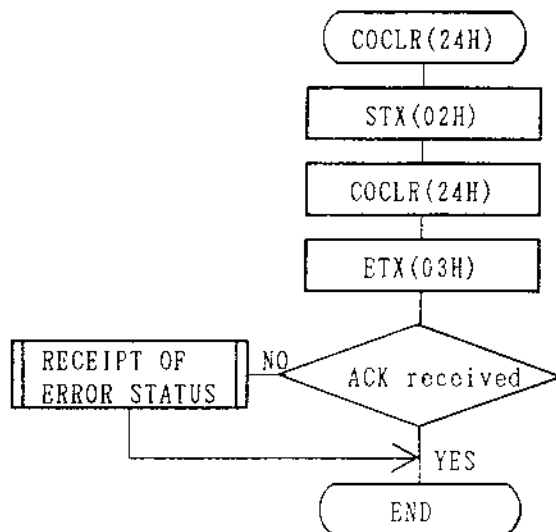 COCLR(24H)
STX(02H)
COCLR(24H)
ETX(03H)
RECEIPT OF
ERROR STATUS
NO
ACK received
YES
END